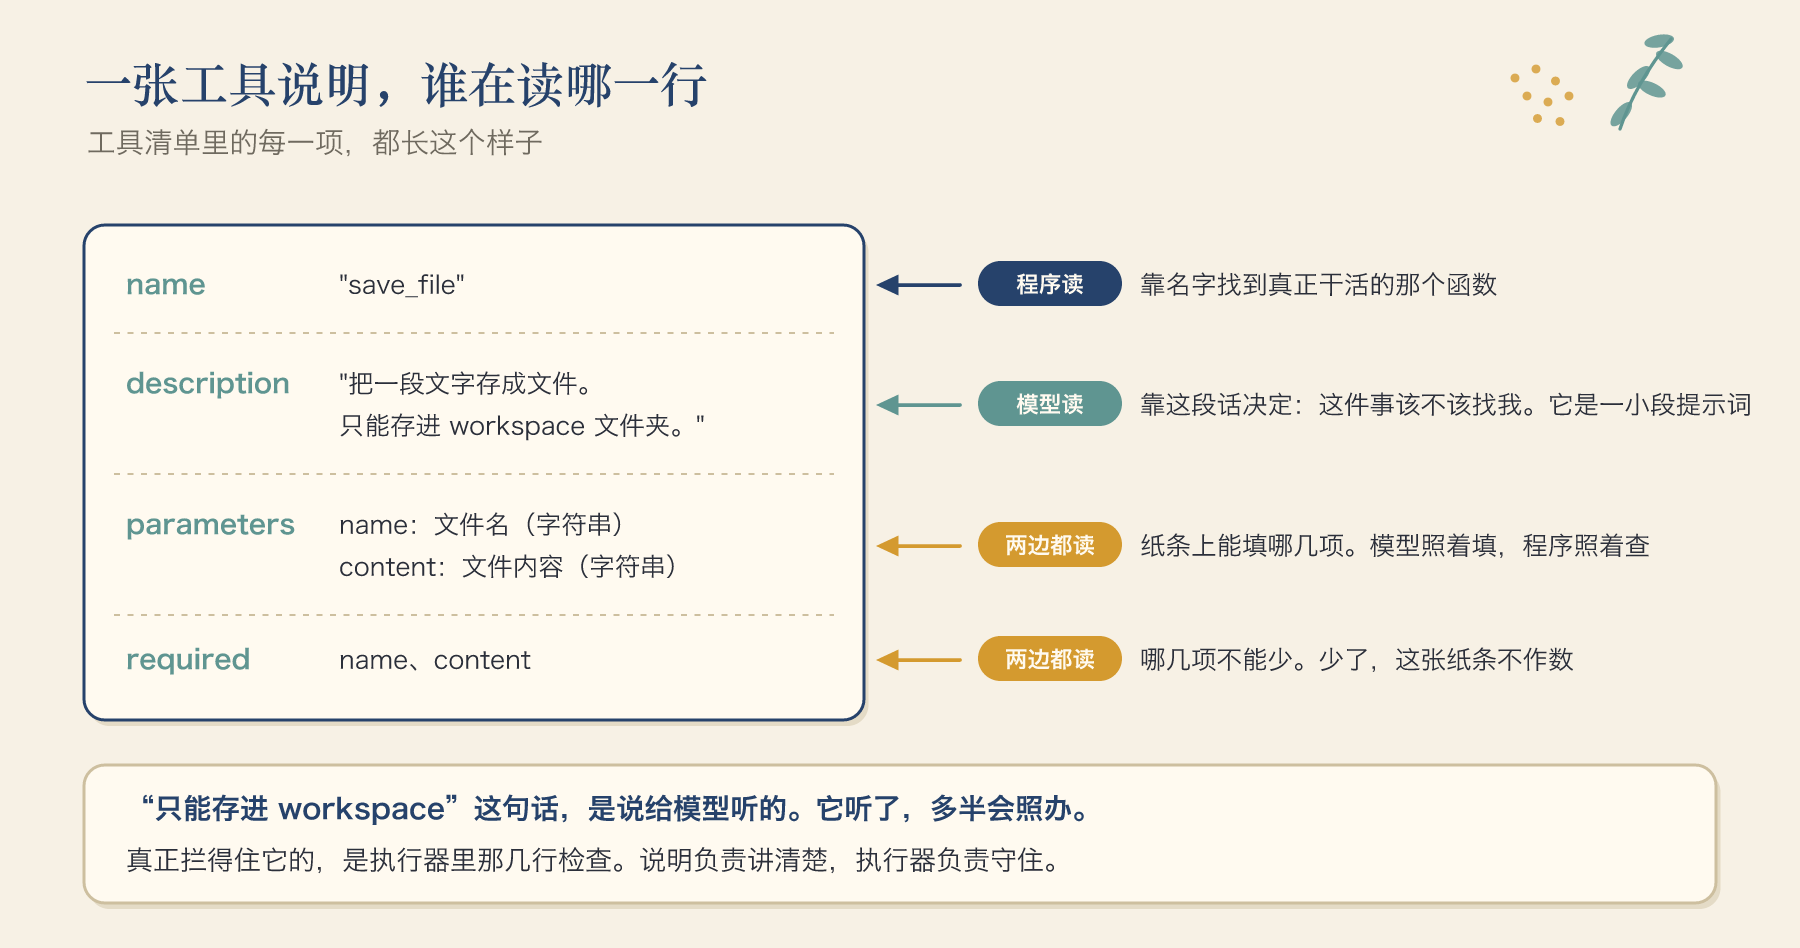 一张工具说明，谁在读哪一行
工具清单里的每一项，都长这个样子
name "save_file"
程序读 靠名字找到真正干活的那个函数
description "把一段文字存成文件。
只能存进 workspace 文件夹。"
模型读 靠这段话决定：这件事该不该找我。它是一小段提示词
parameters name：文件名（字符串）
content：文件内容（字符串）
两边都读 纸条上能填哪几项。模型照着填，程序照着查
required name、content
两边都读 哪几项不能少。少了，这张纸条不作数
“只能存进 workspace”这句话，是说给模型听的。它听了，多半会照办。
真正拦得住它的，是执行器里那几行检查。说明负责讲清楚，执行器负责守住。